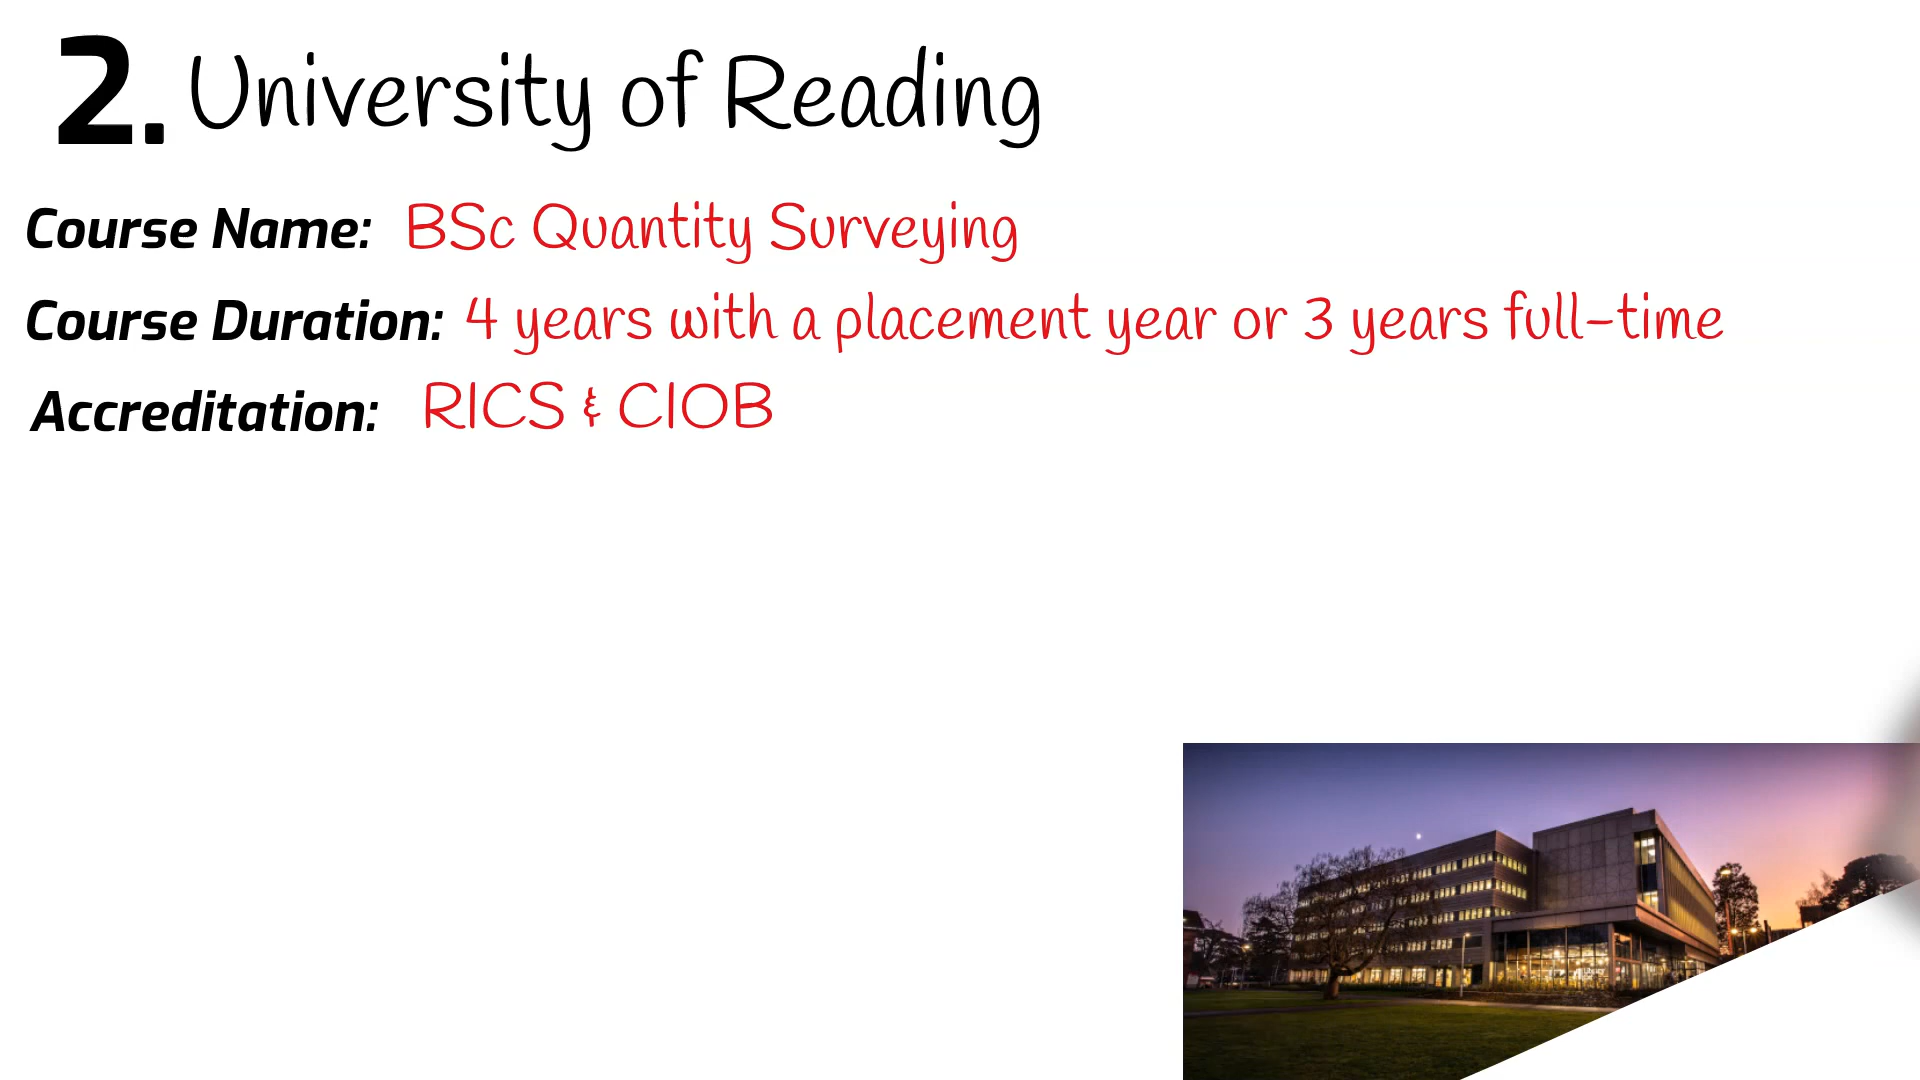 2. University of Reading
Course Name: BSc Quantity Surveying
Course Duration: 4 years with a placement year or 3 years full-time
Accreditation: RICS & CIOB